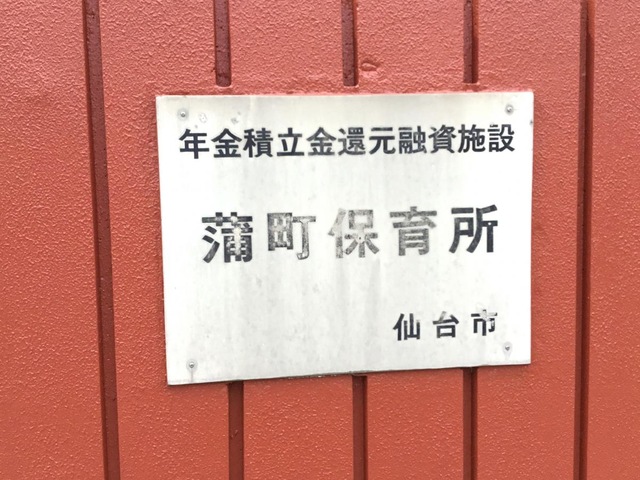 年金積立金還元融資施設
蒲町保育所
仙台市